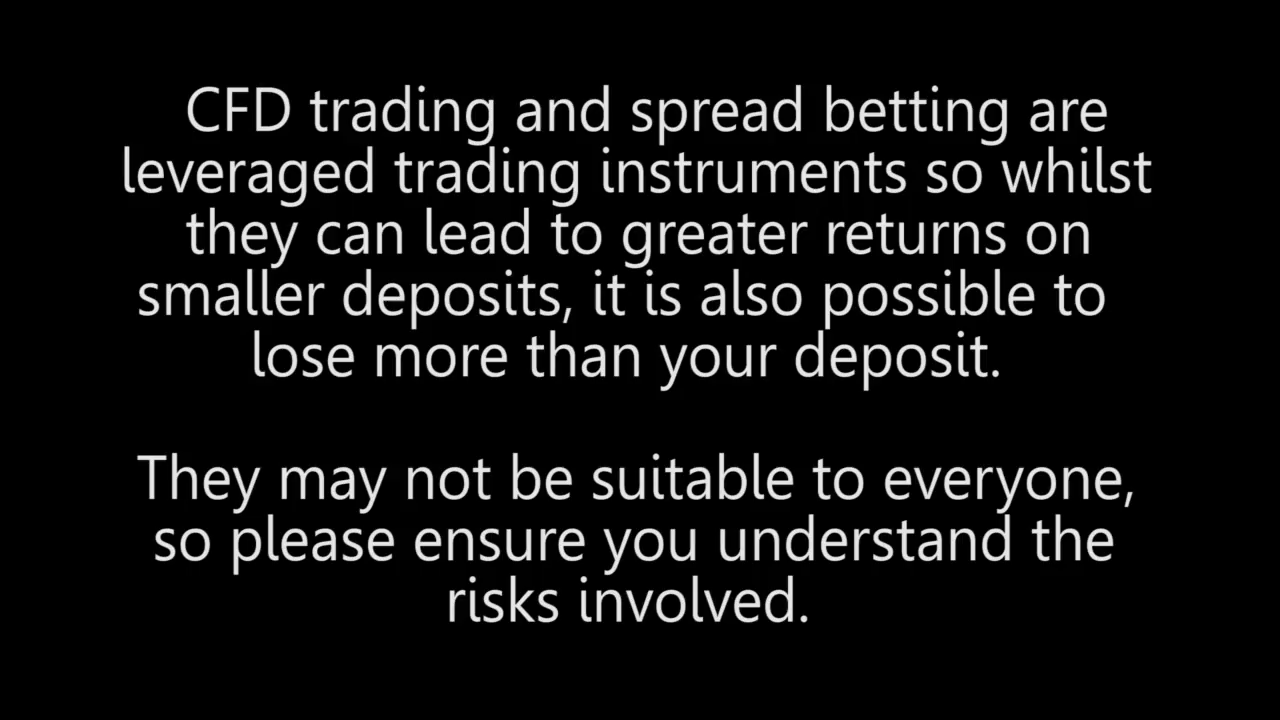 CFD trading and spread betting are
leveraged trading instruments so whilst
they can lead to greater returns on
smaller deposits, it is also possible to
lose more than your deposit.
They may not be suitable to everyone,
so please ensure you understand the
risks involved.